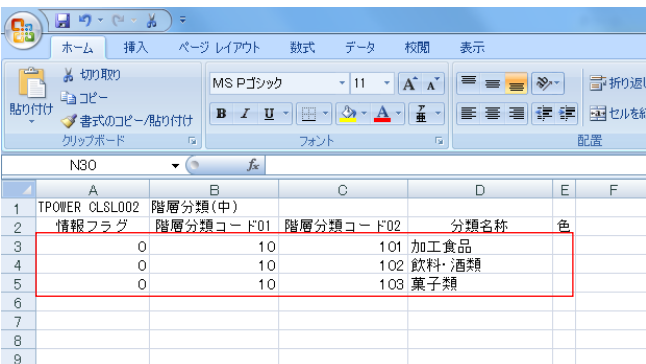 ホーム 挿入 ページ レイアウト 数式 データ 校閲 表示
切り取り
コピー
書式のコピー/貼り付け
貼り付け
クリップボード
MS Pゴシック 11 A A
B I U A
フォント
折り返し
セルを結
配置
N30 fx
A B C D E F
1 TPOWER CLSL002 階層分類(中)
2 情報フラグ 階層分類コード01 階層分類コード02 分類名称 色
3 0 10 101 加工食品
4 0 10 102 飲料・酒類
5 0 10 103 菓子類
6
7
8
9